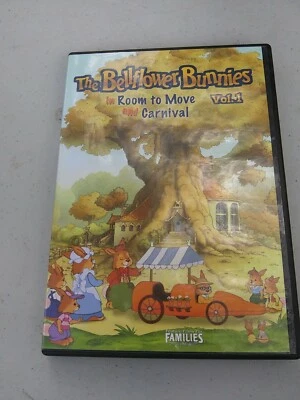 The Bellflower Bunnies
in Room to Move Vol.1
and Carnival
FAMILIES